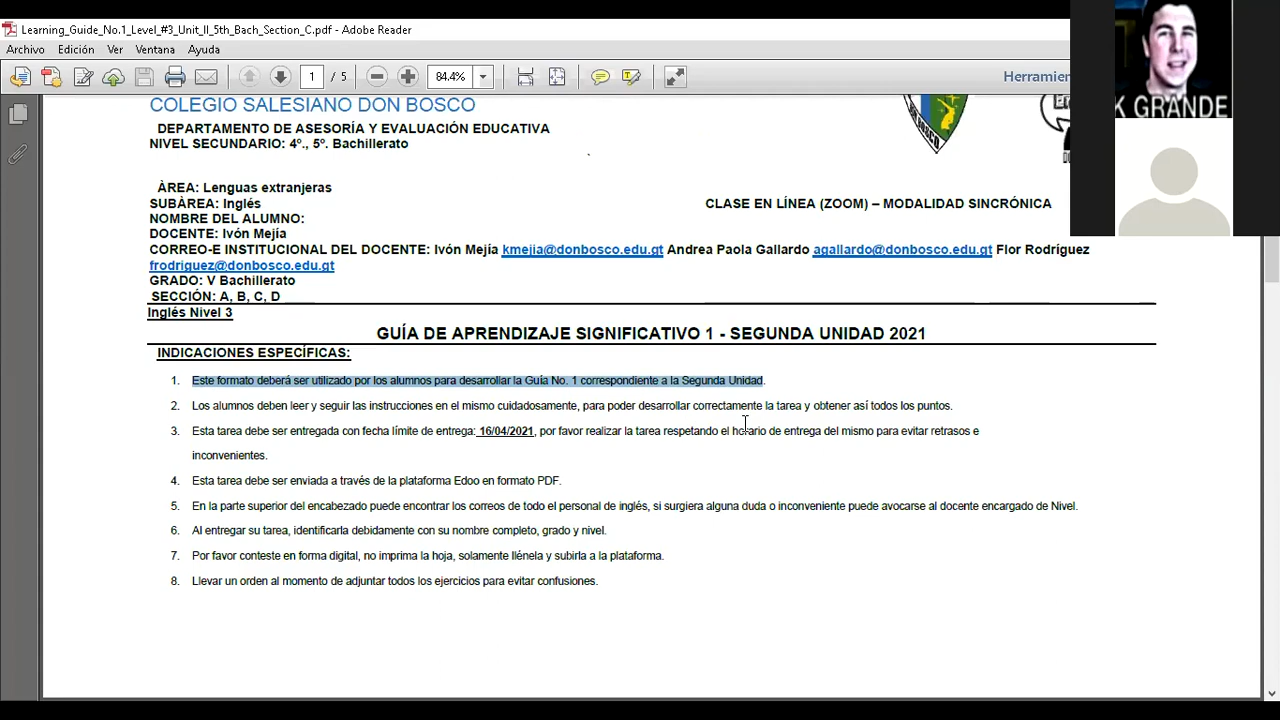 Learning_Guide_No.1_Level_#3_Unit_II_5th_Bach_Section_C.pdf - Adobe Reader
Archivo Edición Ver Ventana Ayuda
1 / 5 84.4% Herramien
K GRANDE
COLEGIO SALESIANO DON BOSCO
DEPARTAMENTO DE ASESORÍA Y EVALUACIÓN EDUCATIVA
NIVEL SECUNDARIO: 4º., 5º. Bachillerato
ÀREA: Lenguas extranjeras
SUBÀREA: Inglés CLASE EN LÍNEA (ZOOM) – MODALIDAD SINCRÓNICA
NOMBRE DEL ALUMNO:
DOCENTE: Ivón Mejía
CORREO-E INSTITUCIONAL DEL DOCENTE: Ivón Mejía kmejia@donbosco.edu.gt Andrea Paola Gallardo agallardo@donbosco.edu.gt Flor Rodríguez
frodriguez@donbosco.edu.gt
GRADO: V Bachillerato
SECCIÓN: A, B, C, D
Inglés Nivel 3
GUÍA DE APRENDIZAJE SIGNIFICATIVO 1 - SEGUNDA UNIDAD 2021
INDICACIONES ESPECÍFICAS:
1. Este formato deberá ser utilizado por los alumnos para desarrollar la Guía No. 1 correspondiente a la Segunda Unidad.
2. Los alumnos deben leer y seguir las instrucciones en el mismo cuidadosamente, para poder desarrollar correctamente la tarea y obtener así todos los puntos.
3. Esta tarea debe ser entregada con fecha límite de entrega: 16/04/2021, por favor realizar la tarea respetando el horario de entrega del mismo para evitar retrasos e
inconvenientes.
4. Esta tarea debe ser enviada a través de la plataforma Edoo en formato PDF.
5. En la parte superior del encabezado puede encontrar los correos de todo el personal de inglés, si surgiera alguna duda o inconveniente puede avocarse al docente encargado de Nivel.
6. Al entregar su tarea, identificarla debidamente con su nombre completo, grado y nivel.
7. Por favor conteste en forma digital, no imprima la hoja, solamente llénela y subirla a la plataforma.
8. Llevar un orden al momento de adjuntar todos los ejercicios para evitar confusiones.